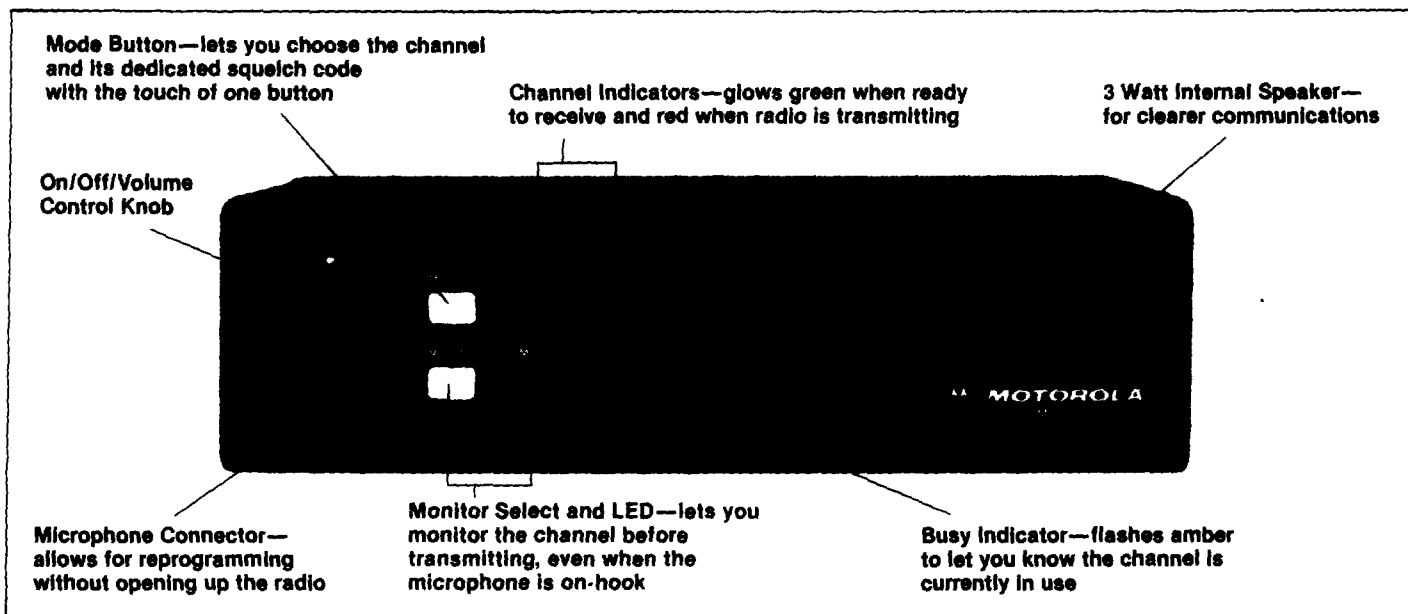 Mode Button—lets you choose the channel
and its dedicated squelch code
with the touch of one button
Channel Indicators—glows green when ready
to receive and red when radio is transmitting
3 Watt Internal Speaker—
for clearer communications
On/Off/Volume
Control Knob
MOTOROLA
Microphone Connector—
allows for reprogramming
without opening up the radio
Monitor Select and LED—lets you
monitor the channel before
transmitting, even when the
microphone is on-hook
Busy Indicator—flashes amber
to let you know the channel is
currently in use